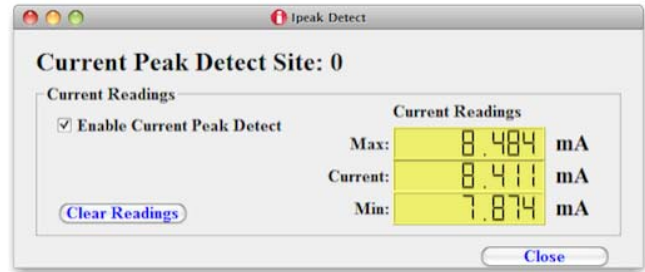 Ipeak Detect
Current Peak Detect Site: 0
Current Readings
Enable Current Peak Detect
Current Readings
Max: 8.484 mA
Current: 8.411 mA
Min: 7.874 mA
Clear Readings
Close